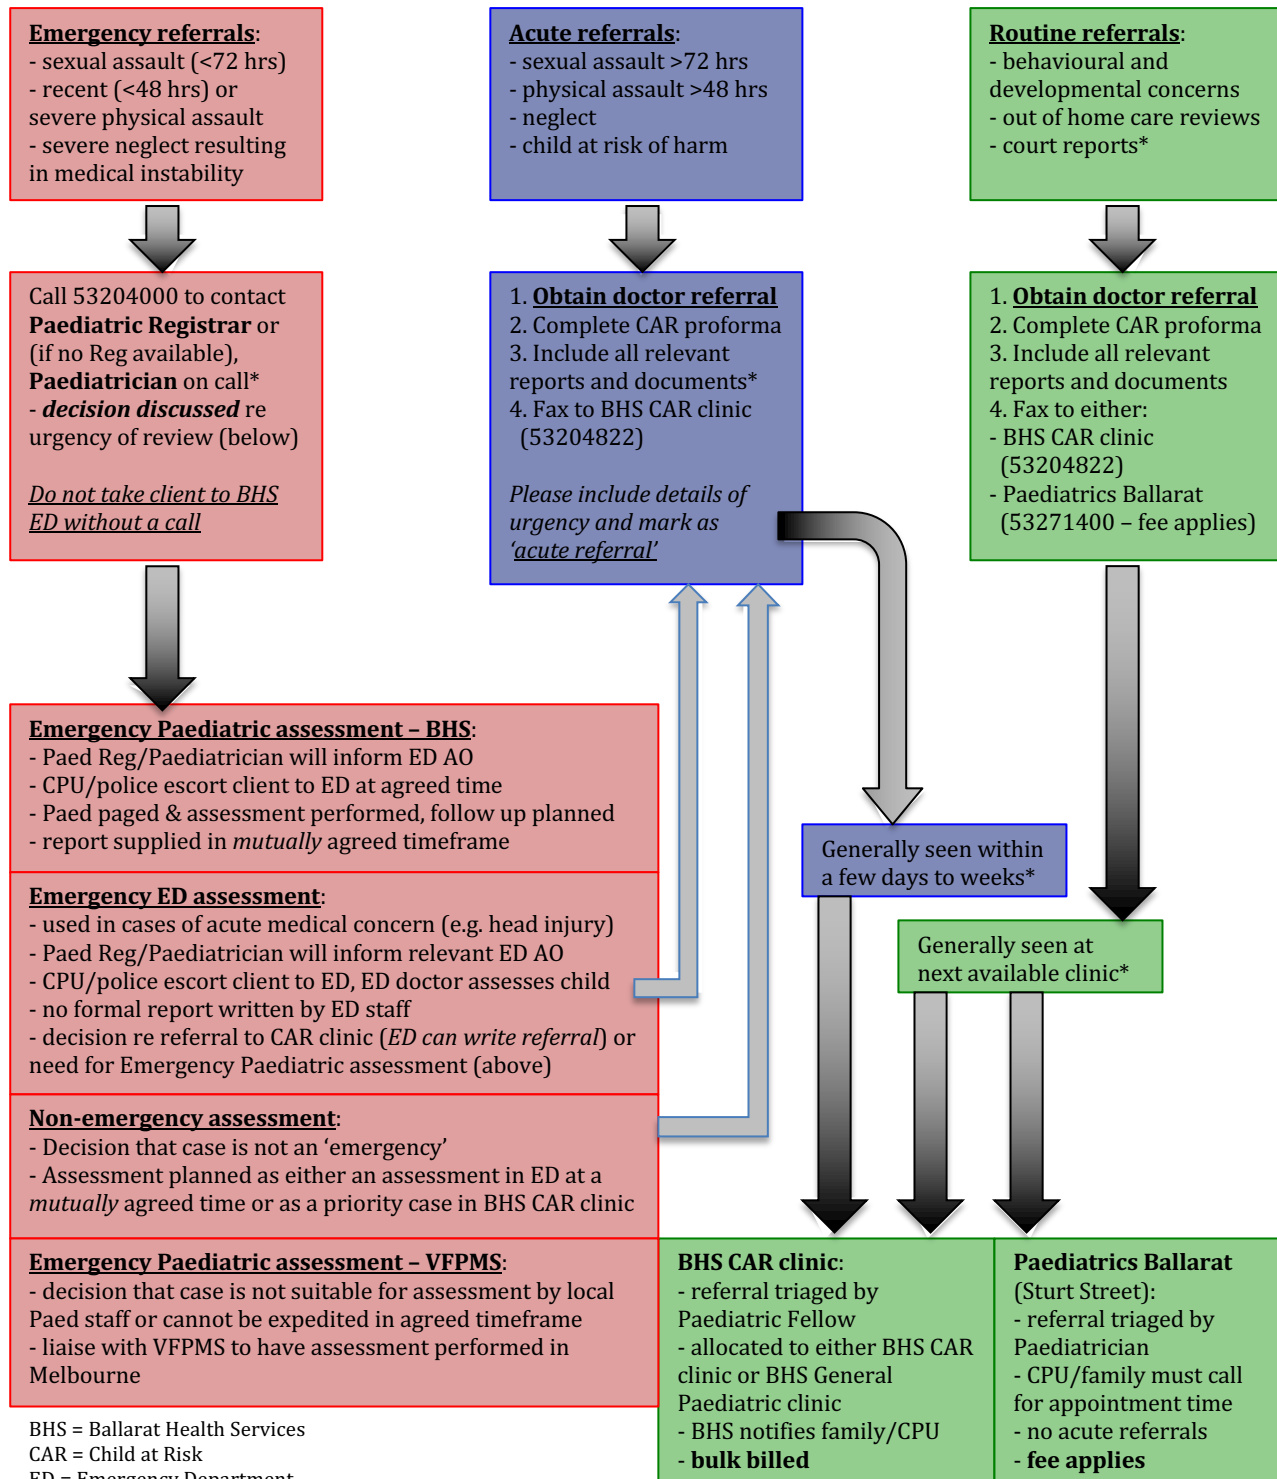 Emergency referrals:
- sexual assault (<72 hrs)
- recent (<48 hrs) or
severe physical assault
- severe neglect resulting
in medical instability
Acute referrals:
- sexual assault >72 hrs
- physical assault >48 hrs
- neglect
- child at risk of harm
Routine referrals:
- behavioural and
developmental concerns
- out of home care reviews
- court reports*
Call 53204000 to contact
Paediatric Registrar or
(if no Reg available),
Paediatrician on call*
- decision discussed re
urgency of review (below)
Do not take client to BHS
ED without a call
1. Obtain doctor referral
2. Complete CAR proforma
3. Include all relevant
reports and documents*
4. Fax to BHS CAR clinic
(53204822)
Please include details of
urgency and mark as
‘acute referral’
1. Obtain doctor referral
2. Complete CAR proforma
3. Include all relevant
reports and documents
4. Fax to either:
- BHS CAR clinic
(53204822)
- Paediatrics Ballarat
(53271400 – fee applies)
Emergency Paediatric assessment – BHS:
- Paed Reg/Paediatrician will inform ED AO
- CPU/police escort client to ED at agreed time
- Paed paged & assessment performed, follow up planned
- report supplied in mutually agreed timeframe
Emergency ED assessment:
- used in cases of acute medical concern (e.g. head injury)
- Paed Reg/Paediatrician will inform relevant ED AO
- CPU/police escort client to ED, ED doctor assesses child
- no formal report written by ED staff
- decision re referral to CAR clinic (ED can write referral) or
need for Emergency Paediatric assessment (above)
Non-emergency assessment:
- Decision that case is not an ‘emergency’
- Assessment planned as either an assessment in ED at a
mutually agreed time or as a priority case in BHS CAR clinic
Emergency Paediatric assessment – VFPMS:
- decision that case is not suitable for assessment by local
Paed staff or cannot be expedited in agreed timeframe
- liaise with VFPMS to have assessment performed in
Melbourne
Generally seen within
a few days to weeks*
Generally seen at
next available clinic*
BHS CAR clinic:
- referral triaged by
Paediatric Fellow
- allocated to either BHS CAR
clinic or BHS General
Paediatric clinic
- BHS notifies family/CPU
- bulk billed
Paediatrics Ballarat
(Sturt Street):
- referral triaged by
Paediatrician
- CPU/family must call
for appointment time
- no acute referrals
- fee applies
BHS = Ballarat Health Services
CAR = Child at Risk
ED = Emergency Department